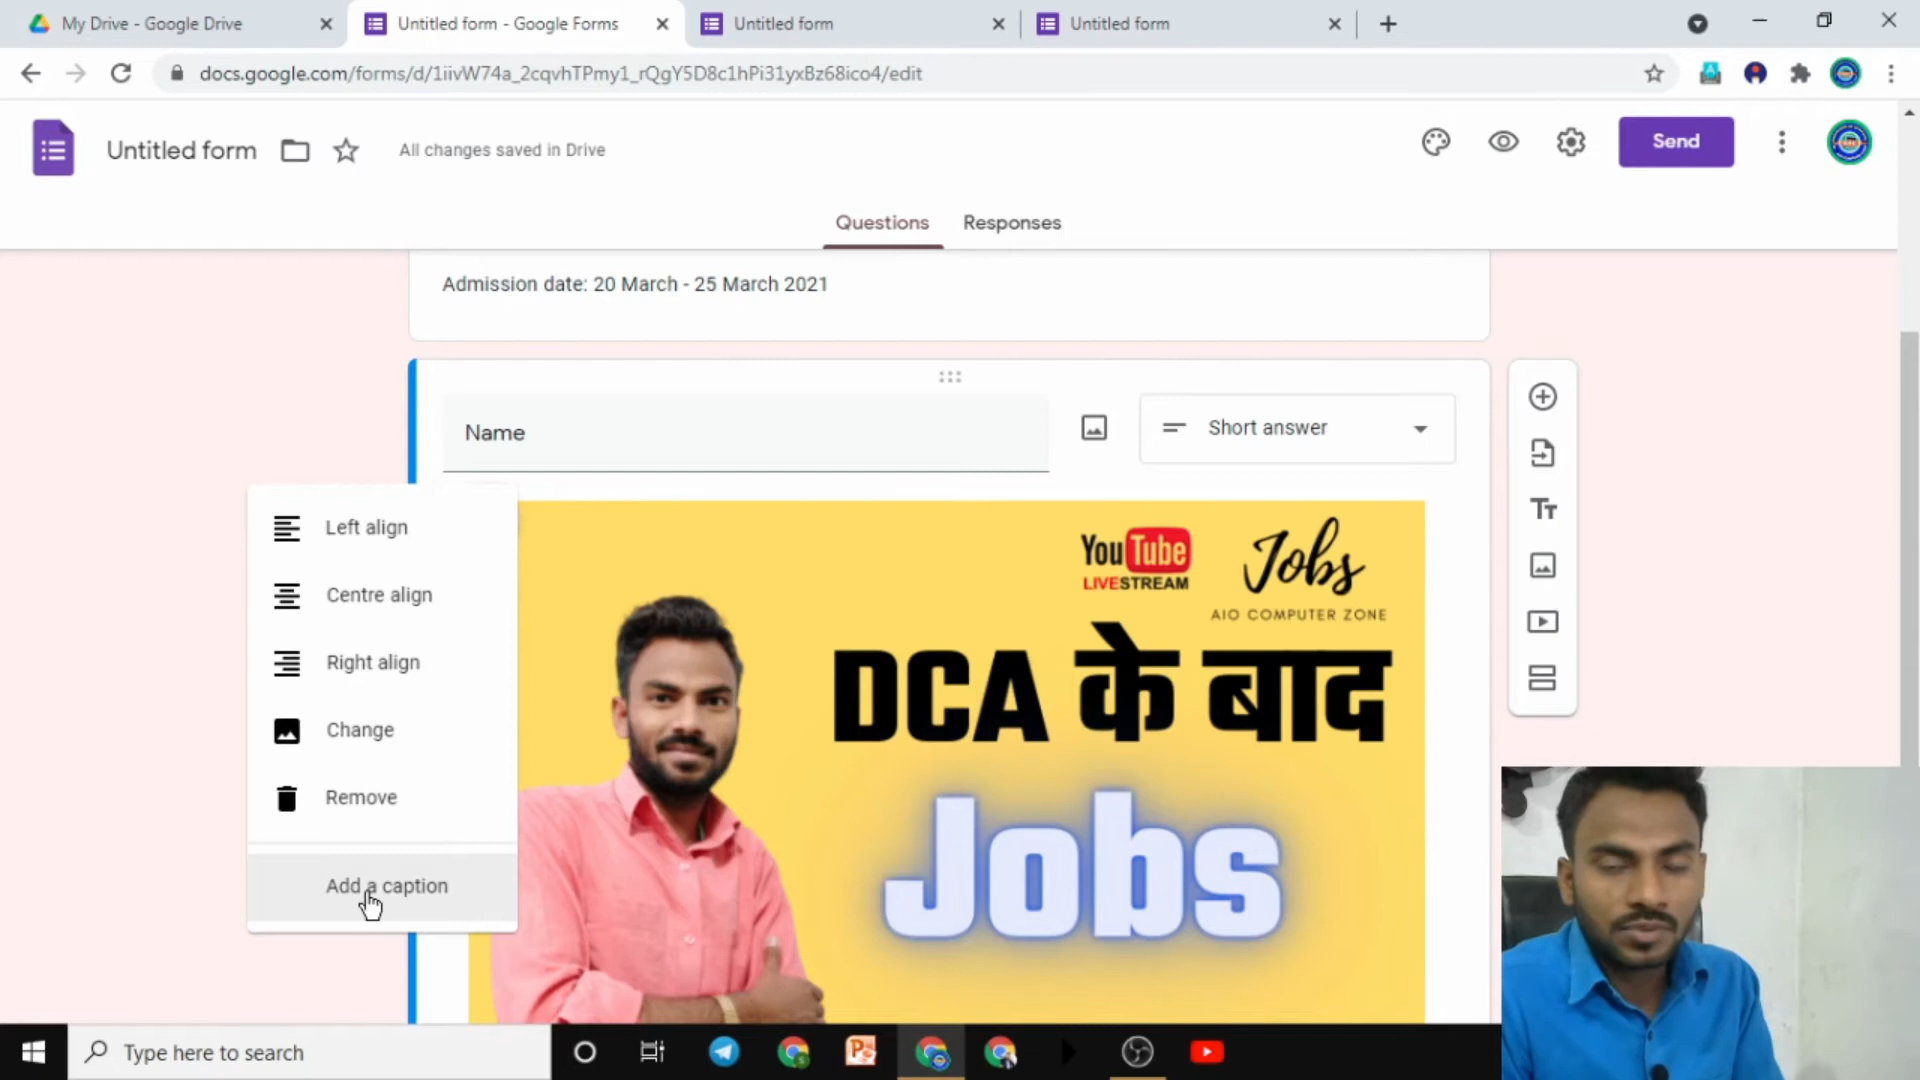 My Drive - Google Drive
Untitled form - Google Forms
Untitled form
Untitled form
docs.google.com/forms/d/1iivW74a_2cqvhTPmy1_rQgY5D8c1hPi31yxBz68ico4/edit
Untitled form
All changes saved in Drive
Send
Questions
Responses
Admission date: 20 March - 25 March 2021
Name
Short answer
Left align
Centre align
Right align
Change
Remove
Add a caption
YouTube
LIVESTREAM
Jobs
AIO COMPUTER ZONE
DCA के बाद
Jobs
Type here to search